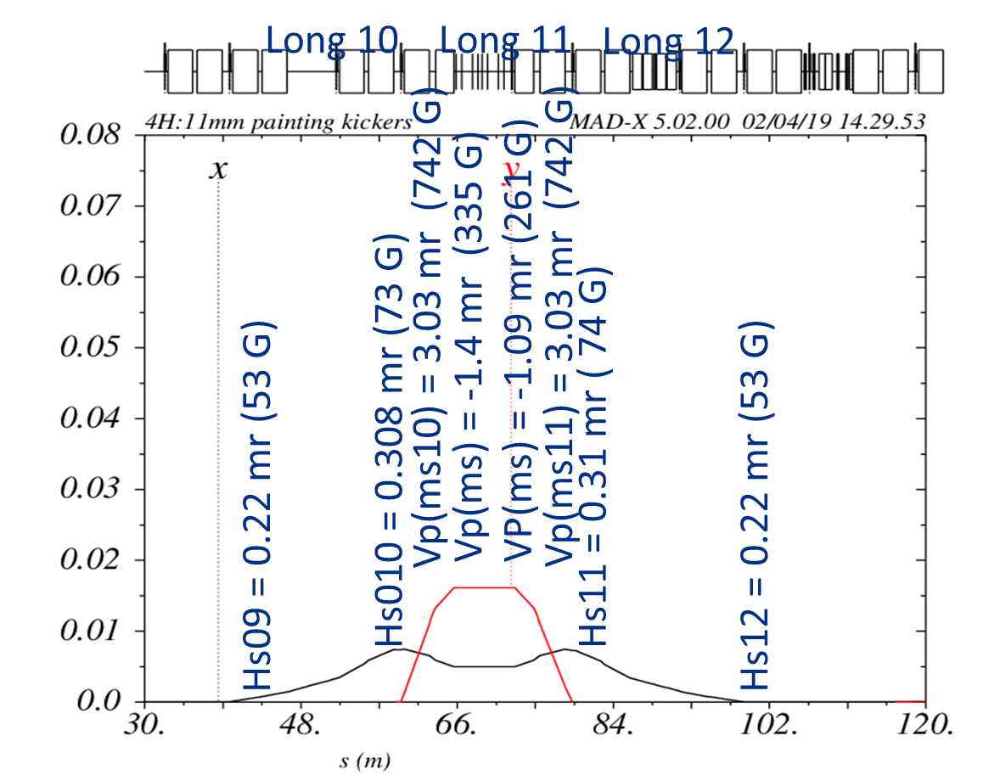 Long 10 Long 11 Long 12
4H:11mm painting kickers MAD-X 5.02.00 02/04/19 14.29.53
0.08
0.07
0.06
0.05
0.04
0.03
0.02
0.01
0.0
x
y
Hs09 = 0.22 mr (53 G)
Hs010 = 0.308 mr (73 G)
Vp(ms10) = 3.03 mr (742 G)
Vp(ms) = -1.4 mr (335 G)
VP(ms) = -1.09 mr (261 G)
Vp(ms11) = 3.03 mr (742 G)
Hs11 = 0.31 mr ( 74 G)
Hs12 = 0.22 mr (53 G)
30. 48. 66. 84. 102. 120.
s (m)